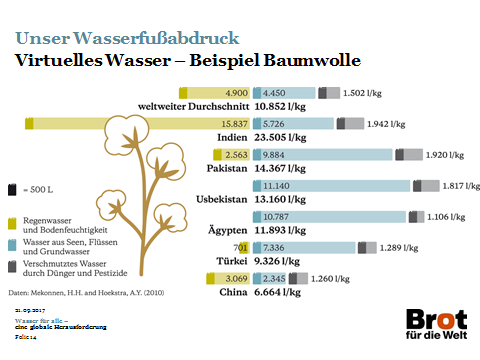 Unser Wasserfußabdruck
Virtuelles Wasser – Beispiel Baumwolle
4.900 4.450 1.502 l/kg
weltweiter Durchschnitt 10.852 l/kg
15.837 5.726 1.942 l/kg
Indien 23.505 l/kg
2.563 9.884 1.920 l/kg
Pakistan 14.367 l/kg
11.140 1.817 l/kg
Usbekistan 13.160 l/kg
10.787 1.106 l/kg
Ägypten 11.893 l/kg
701 7.336 1.289 l/kg
Türkei 9.326 l/kg
3.069 2.345 1.260 l/kg
China 6.664 l/kg
= 500 L
Regenwasser
und Bodenfeuchtigkeit
Wasser aus Seen, Flüssen
und Grundwasser
Verschmutztes Wasser
durch Dünger und Pestizide
Daten: Mekonnen, H.H. and Hoekstra, A.Y. (2010)
21.09.2017
Wasser für alle –
eine globale Herausforderung
Folie 14
Brot
für die Welt